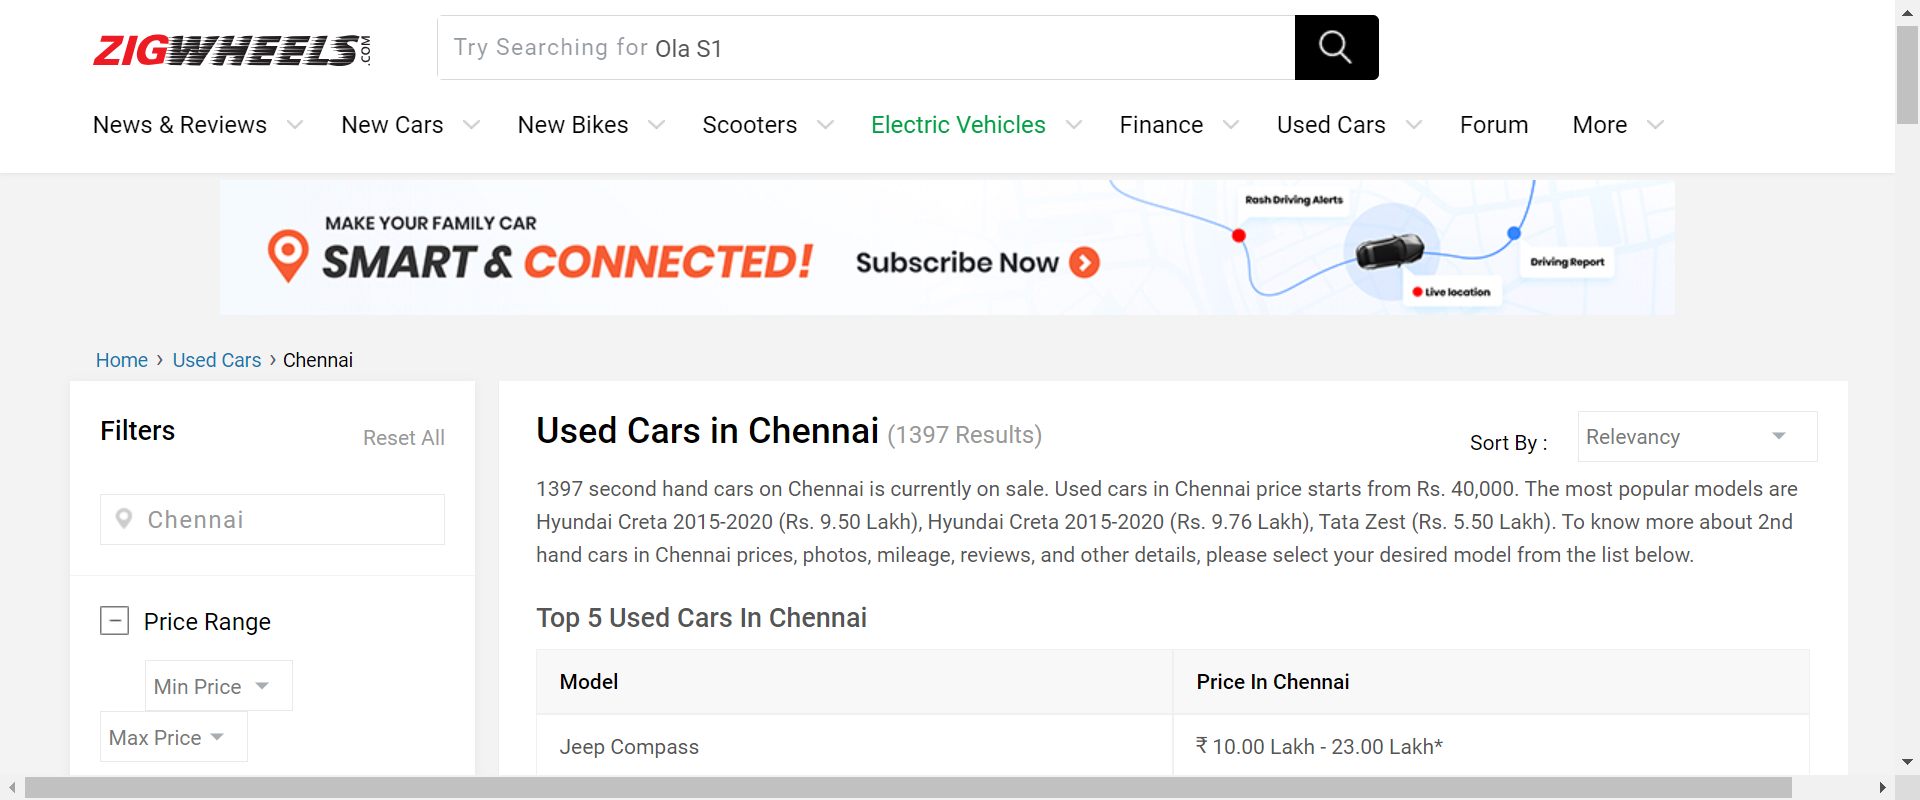 ZIGWHEELS.COM
Try Searching for Ola S1
News & Reviews New Cars New Bikes Scooters Electric Vehicles Finance Used Cars Forum More
MAKE YOUR FAMILY CAR
SMART & CONNECTED!
Subscribe Now
Rash Driving Alerts
Driving Report
Live location
Home › Used Cars › Chennai
Filters
Reset All
Chennai
Price Range
Min Price
Max Price
Used Cars in Chennai (1397 Results)
Sort By :
Relevancy
1397 second hand cars on Chennai is currently on sale. Used cars in Chennai price starts from Rs. 40,000. The most popular models are
Hyundai Creta 2015-2020 (Rs. 9.50 Lakh), Hyundai Creta 2015-2020 (Rs. 9.76 Lakh), Tata Zest (Rs. 5.50 Lakh). To know more about 2nd
hand cars in Chennai prices, photos, mileage, reviews, and other details, please select your desired model from the list below.
Top 5 Used Cars In Chennai
Model Price In Chennai
Jeep Compass ₹ 10.00 Lakh - 23.00 Lakh*